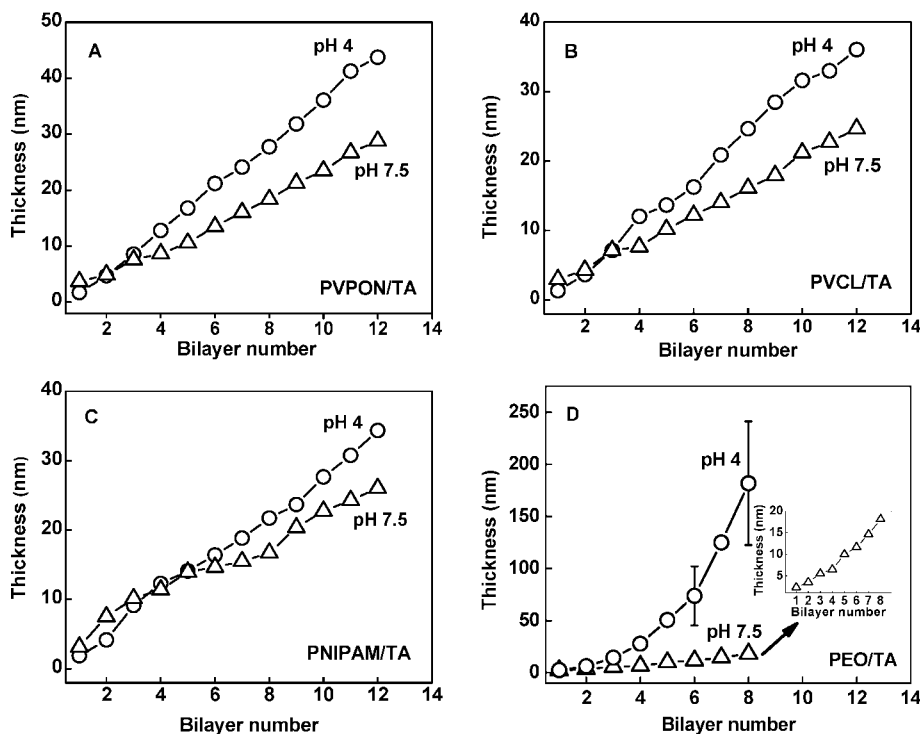 A
pH 4
pH 7.5
PVPON/TA
Thickness (nm)
50
40
30
20
10
0
2 4 6 8 10 12 14
Bilayer number
B
pH 4
pH 7.5
PVCL/TA
Thickness (nm)
40
30
20
10
0
2 4 6 8 10 12 14
Bilayer number
C
pH 4
pH 7.5
PNIPAM/TA
Thickness (nm)
40
30
20
10
0
2 4 6 8 10 12 14
Bilayer number
D
pH 4
pH 7.5
PEO/TA
Thickness (nm)
250
200
150
100
50
0
2 4 6 8 10 12 14
Bilayer number
Thickness (nm)
20
15
10
5
1 2 3 4 5 6 7 8
Bilayer number